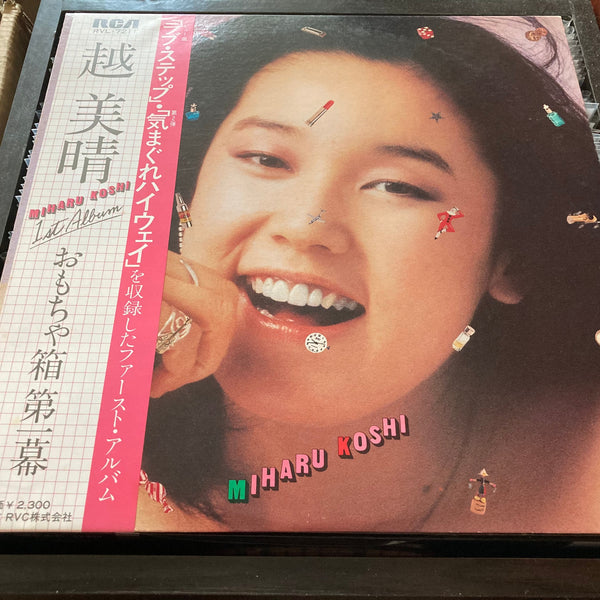 RCA
越 美晴
MIHARU KOSHI
1st. Album
おもちゃ箱 第一幕
「ラブ・ステップ」・「気まぐれハイウェイ」を収録したファースト・アルバム
¥2,300
RVC株式会社
MIHARU KOSHI